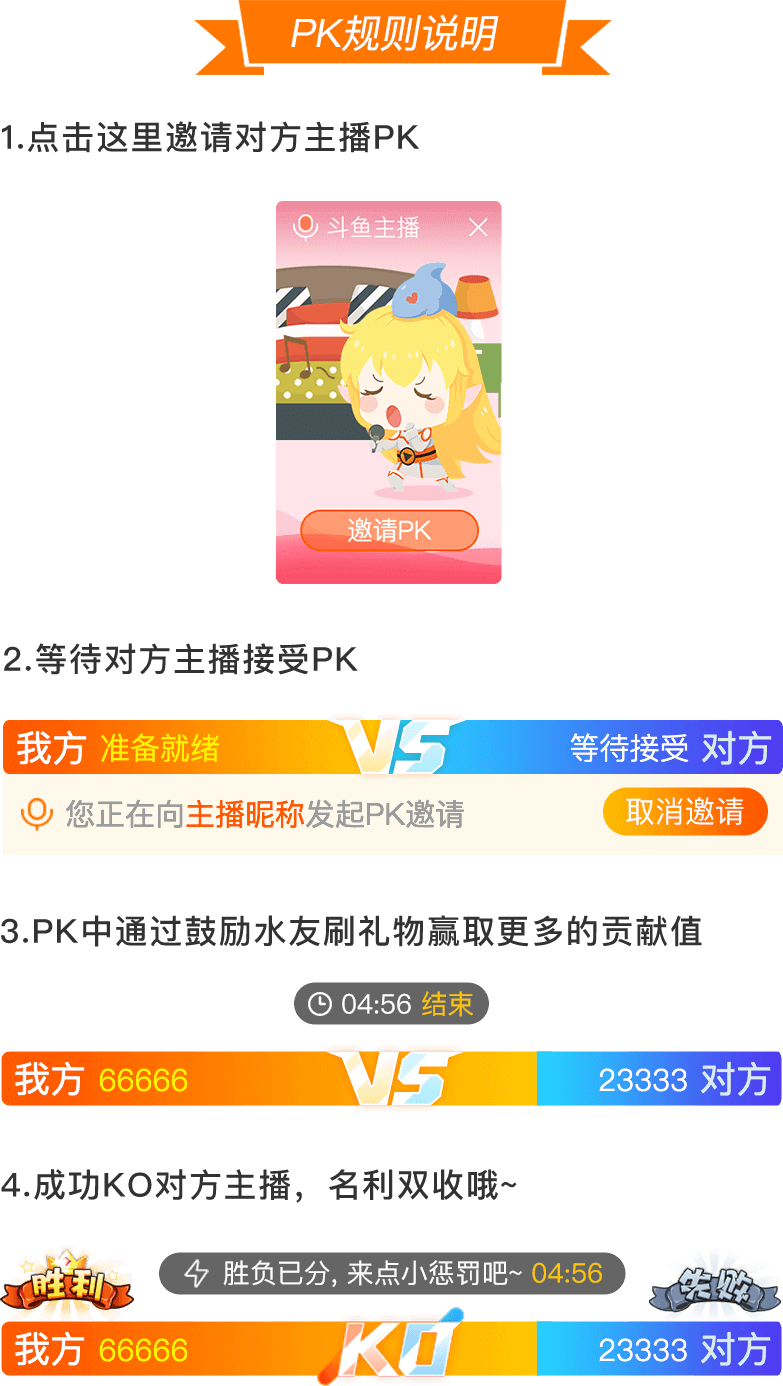 PK规则说明
1.点击这里邀请对方主播PK
斗鱼主播
邀请PK
2.等待对方主播接受PK
我方 准备就绪 VS 等待接受 对方
您正在向主播昵称发起PK邀请 取消邀请
3.PK中通过鼓励水友刷礼物赢取更多的贡献值
04:56 结束
我方 66666 VS 23333 对方
4.成功KO对方主播，名利双收哦~
胜利 胜负已分, 来点小惩罚吧~ 04:56 失败
我方 66666 KO 23333 对方